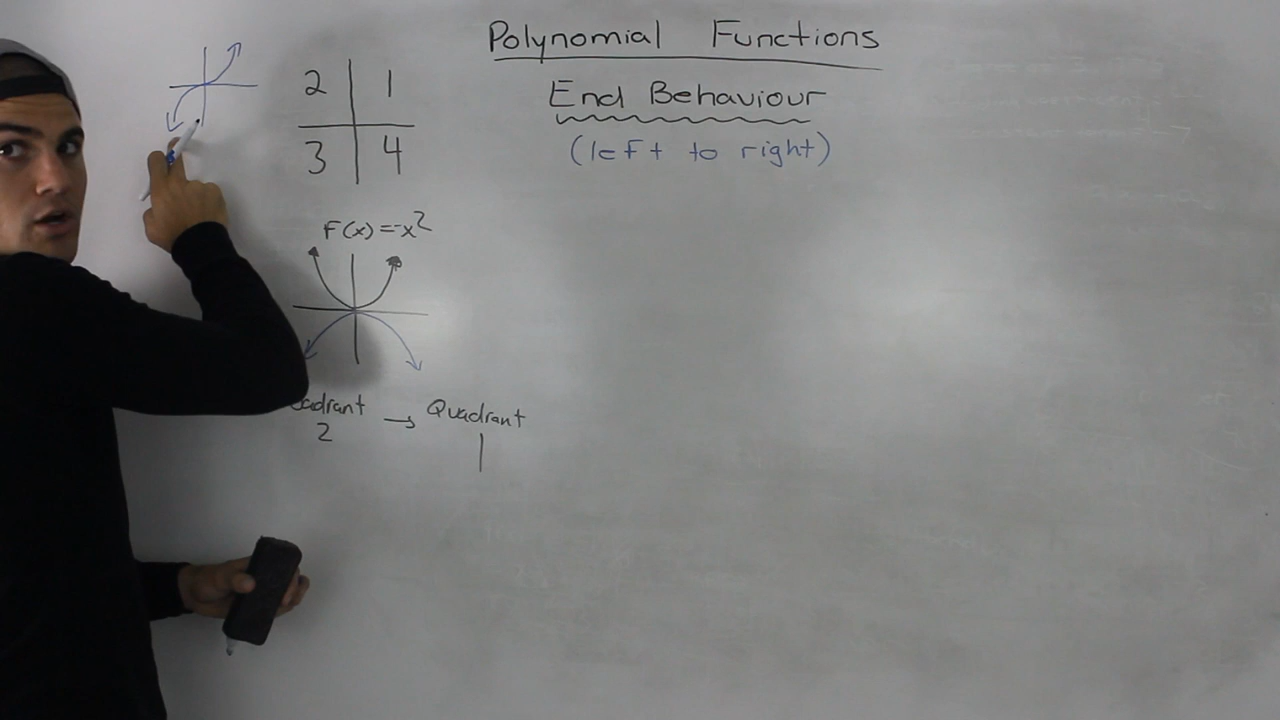 Polynomial Functions
End Behaviour
(left to right)
2 1
3 4
F(x)=-x²
→ Quadrant
2 1